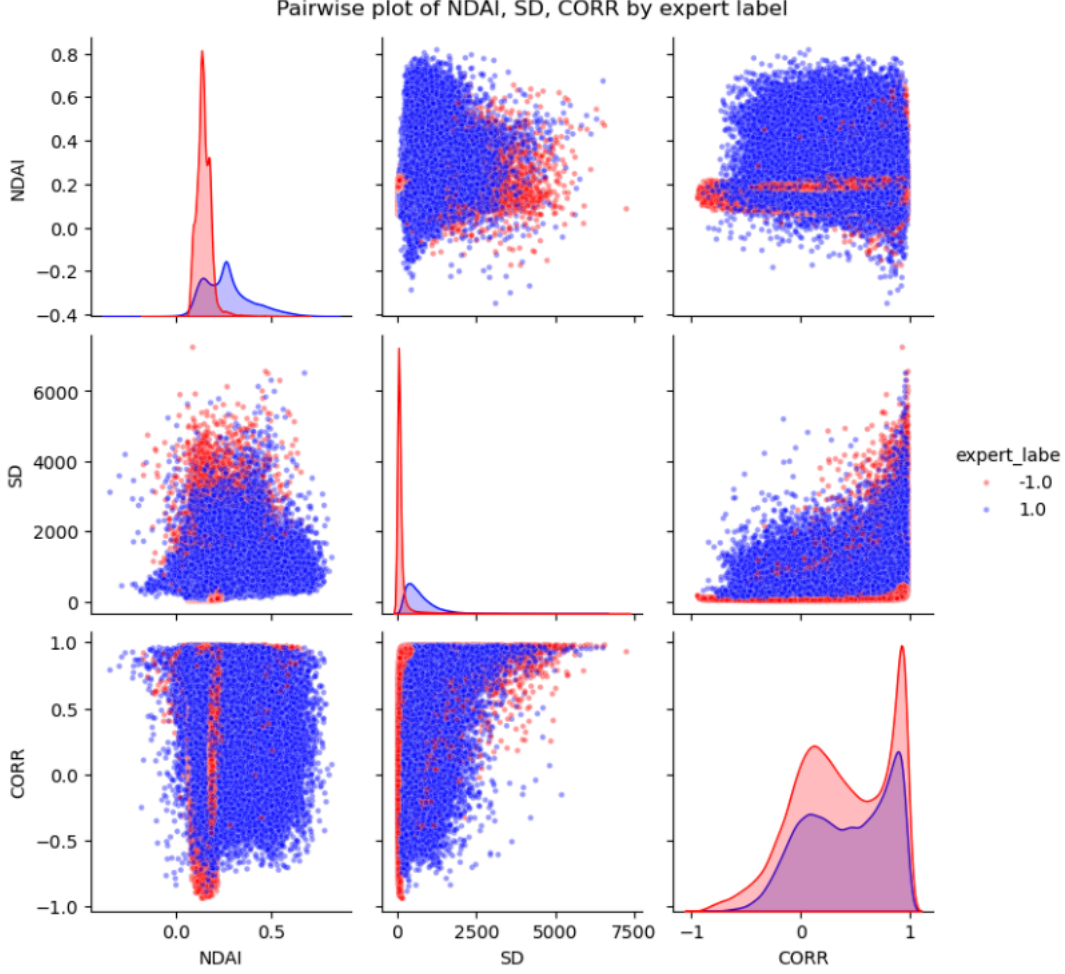 Pairwise plot of NDAI, SD, CORR by expert label
0.8
0.6
0.4
0.2
0.0
−0.2
−0.4
NDAI
6000
4000
2000
0
SD
expert_labe
-1.0
1.0
1.0
0.5
0.0
−0.5
−1.0
CORR
0.0 0.5
0 2500 5000 7500
−1 0 1
NDAI
SD
CORR